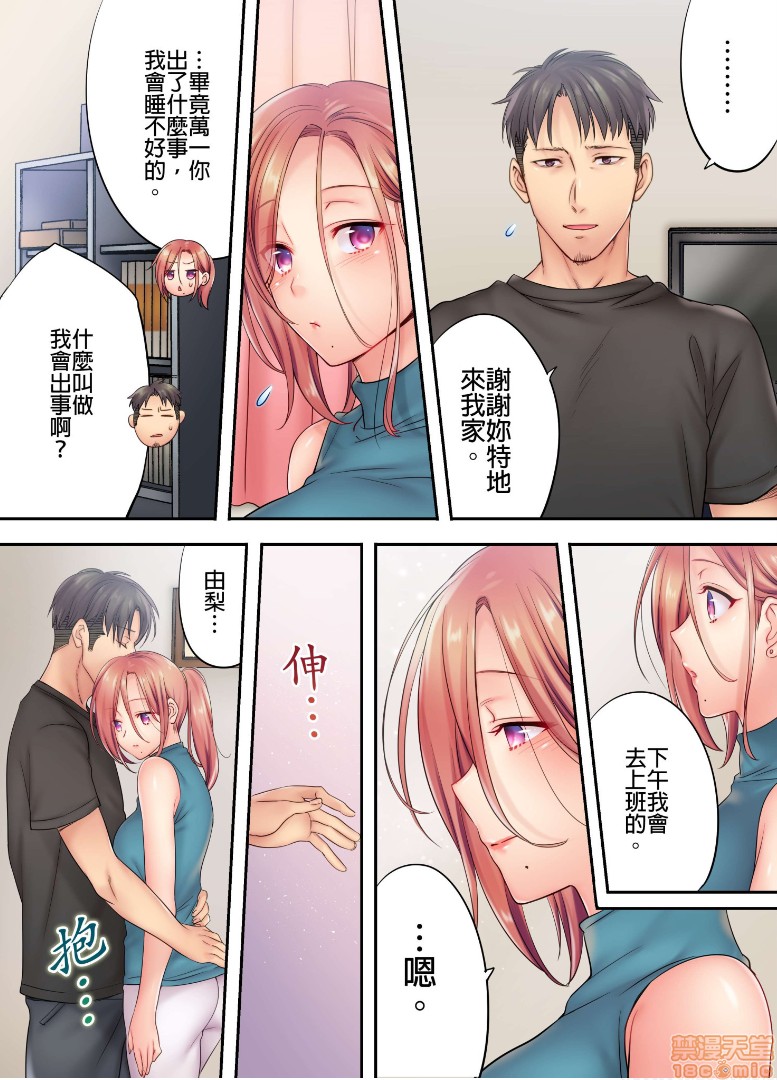 ………
謝謝妳特地
來我家。
…畢竟萬一你
出了什麼事，
我會睡不好的。
什麼叫做
我會出事啊？
下午我會
去上班的。
…嗯。
伸…
由梨…
抱…
禁漫天堂
18comic